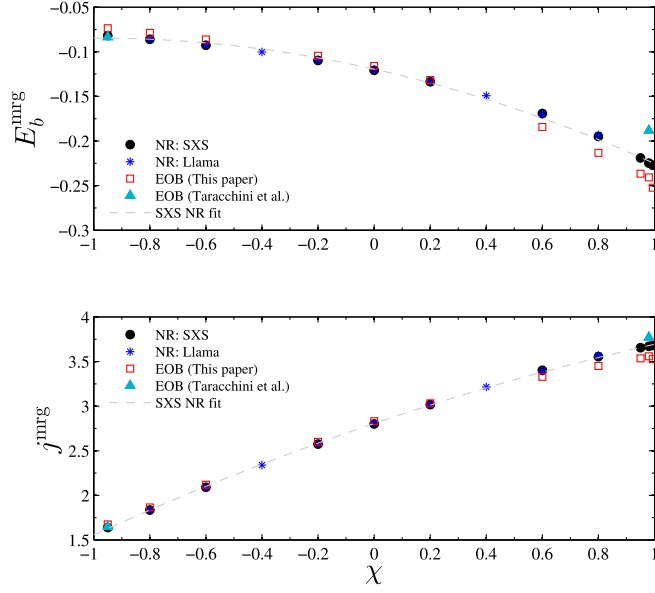 −0.05
−0.1
−0.15
−0.2
−0.25
−0.3
E_b^mrg
NR: SXS
NR: Llama
EOB (This paper)
EOB (Taracchini et al.)
SXS NR fit
−1 −0.8 −0.6 −0.4 −0.2 0 0.2 0.4 0.6 0.8 1
4
3.5
3
2.5
2
1.5
j^mrg
NR: SXS
NR: Llama
EOB (This paper)
EOB (Taracchini et al.)
SXS NR fit
−1 −0.8 −0.6 −0.4 −0.2 0 0.2 0.4 0.6 0.8 1
χ